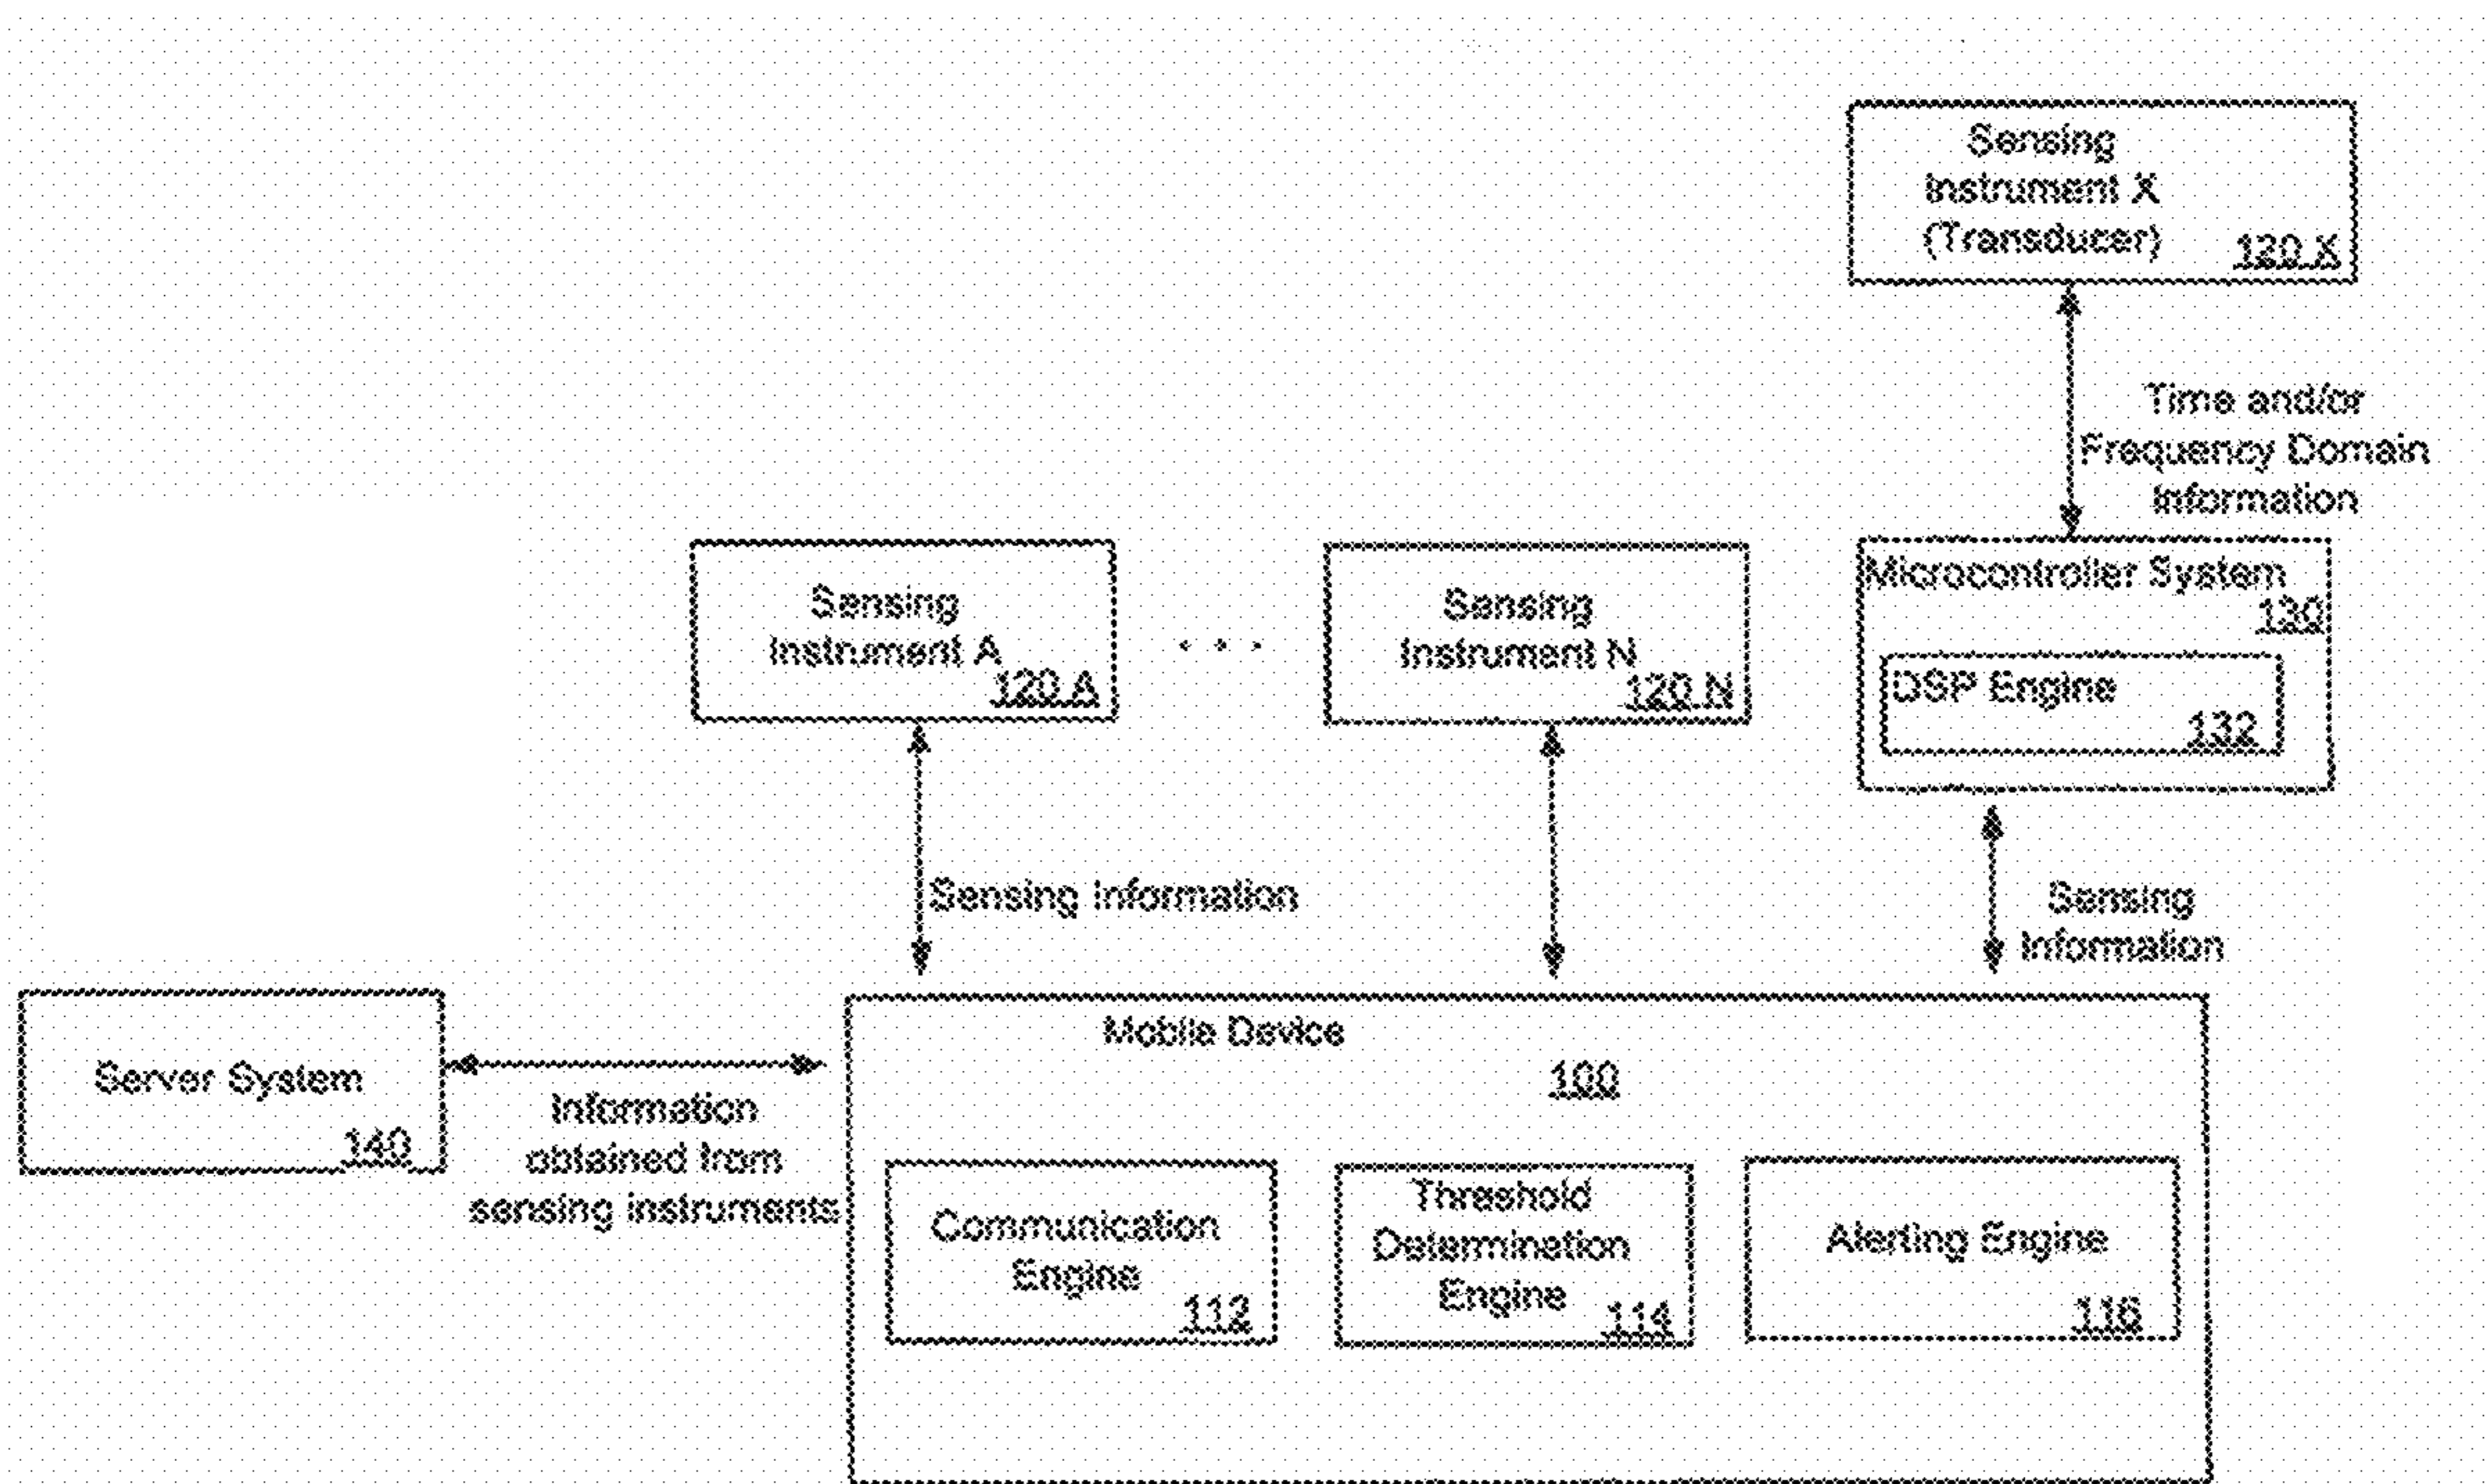 Sensing
Instrument X
(Transducer)
120 X
Time and/or
Frequency Domain
Information
Sensing
Instrument A
120 A
. . .
Sensing
Instrument N
120 N
Microcontroller System
130
DSP Engine
132
Sensing Information
Sensing
Information
Server System
140
Information
obtained from
sensing instruments
Mobile Device
100
Communication
Engine
112
Threshold
Determination
Engine
114
Alerting Engine
116